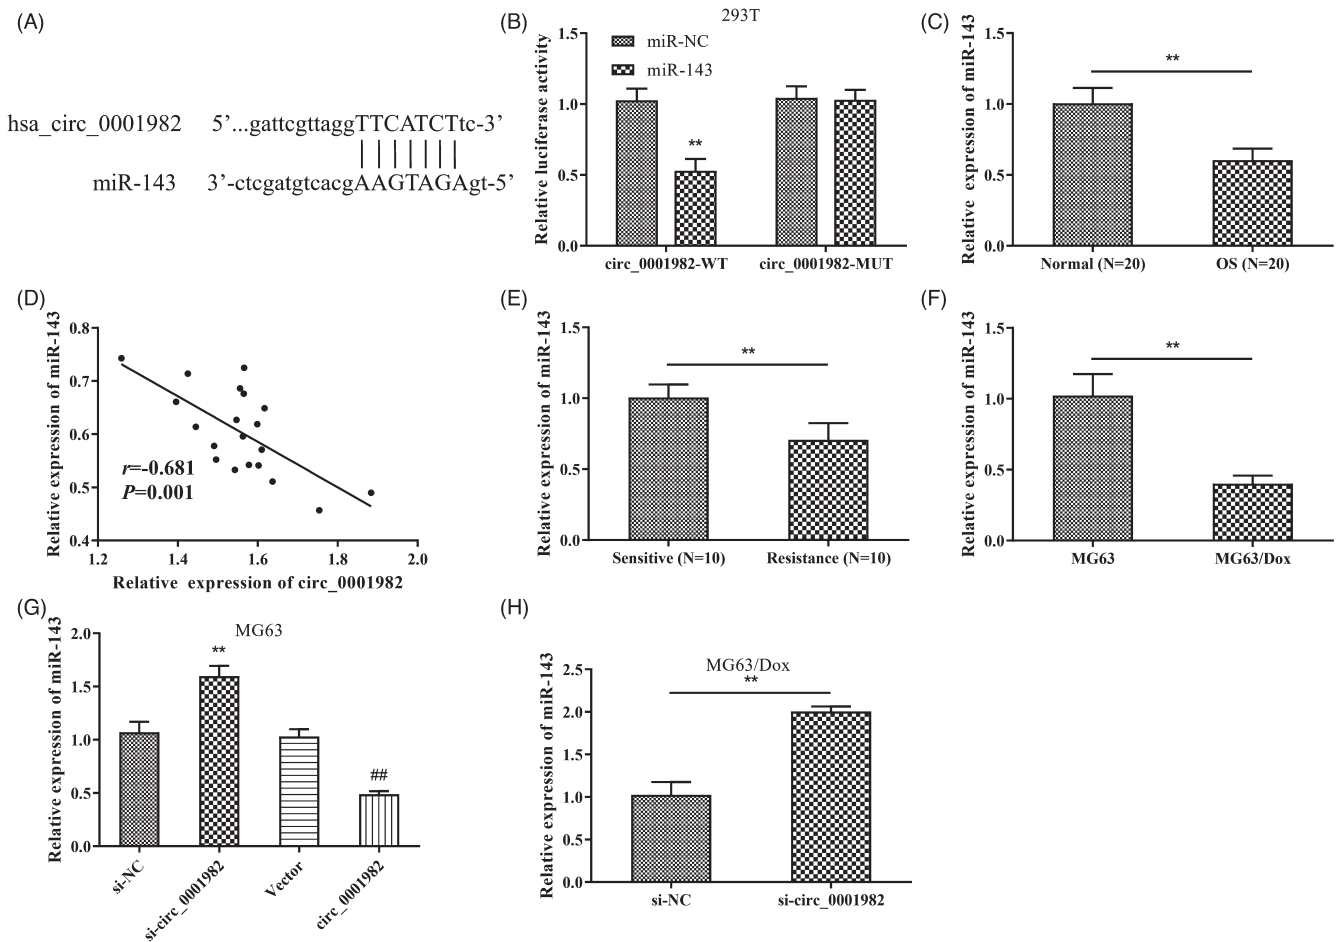 (A)
hsa_circ_0001982 5’...gattcgttaggTTCATCTtc-3’
miR-143 3’-ctcgatgtcacgAAGTAGAgt-5’
(B)
293T
Relative luciferase activity
1.5
1.0
0.5
0.0
miR-NC
miR-143
**
circ_0001982-WT
circ_0001982-MUT
(C)
Relative expression of miR-143
1.5
1.0
0.5
0.0
**
Normal (N=20)
OS (N=20)
(D)
Relative expression of miR-143
0.8
0.7
0.6
0.5
0.4
r=-0.681
P=0.001
1.2 1.4 1.6 1.8 2.0
Relative expression of circ_0001982
(E)
Relative expression of miR-143
1.5
1.0
0.5
0.0
**
Sensitive (N=10)
Resistance (N=10)
(F)
Relative expression of miR-143
1.5
1.0
0.5
0.0
**
MG63
MG63/Dox
(G)
MG63
Relative expression of miR-143
2.0
1.5
1.0
0.5
0.0
**
##
si-NC
si-circ_0001982
Vector
circ_0001982
(H)
MG63/Dox
**
Relative expression of miR-143
2.5
2.0
1.5
1.0
0.5
0.0
si-NC
si-circ_0001982